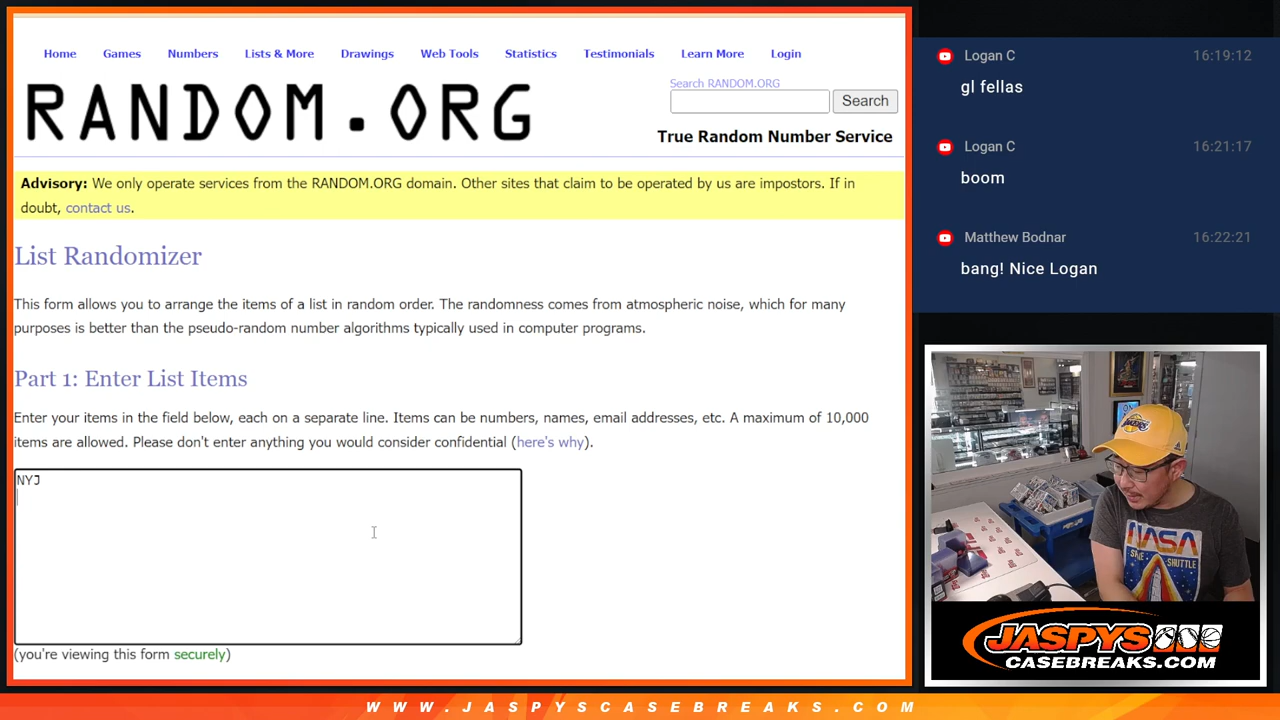 Home Games Numbers Lists & More Drawings Web Tools Statistics Testimonials Learn More Login
RANDOM.ORG
Search RANDOM.ORG
Search
True Random Number Service
Advisory: We only operate services from the RANDOM.ORG domain. Other sites that claim to be operated by us are impostors. If in
doubt, contact us.
List Randomizer
This form allows you to arrange the items of a list in random order. The randomness comes from atmospheric noise, which for many
purposes is better than the pseudo-random number algorithms typically used in computer programs.
Part 1: Enter List Items
Enter your items in the field below, each on a separate line. Items can be numbers, names, email addresses, etc. A maximum of 10,000
items are allowed. Please don't enter anything you would consider confidential (here's why).
NYJ
(you're viewing this form securely)
Logan C 16:19:12
gl fellas
Logan C 16:21:17
boom
Matthew Bodnar 16:22:21
bang! Nice Logan
NASA
SPACE SHUTTLE
JASPYS
CASEBREAKS.COM
WWW.JASPYSCASEBREAKS.COM